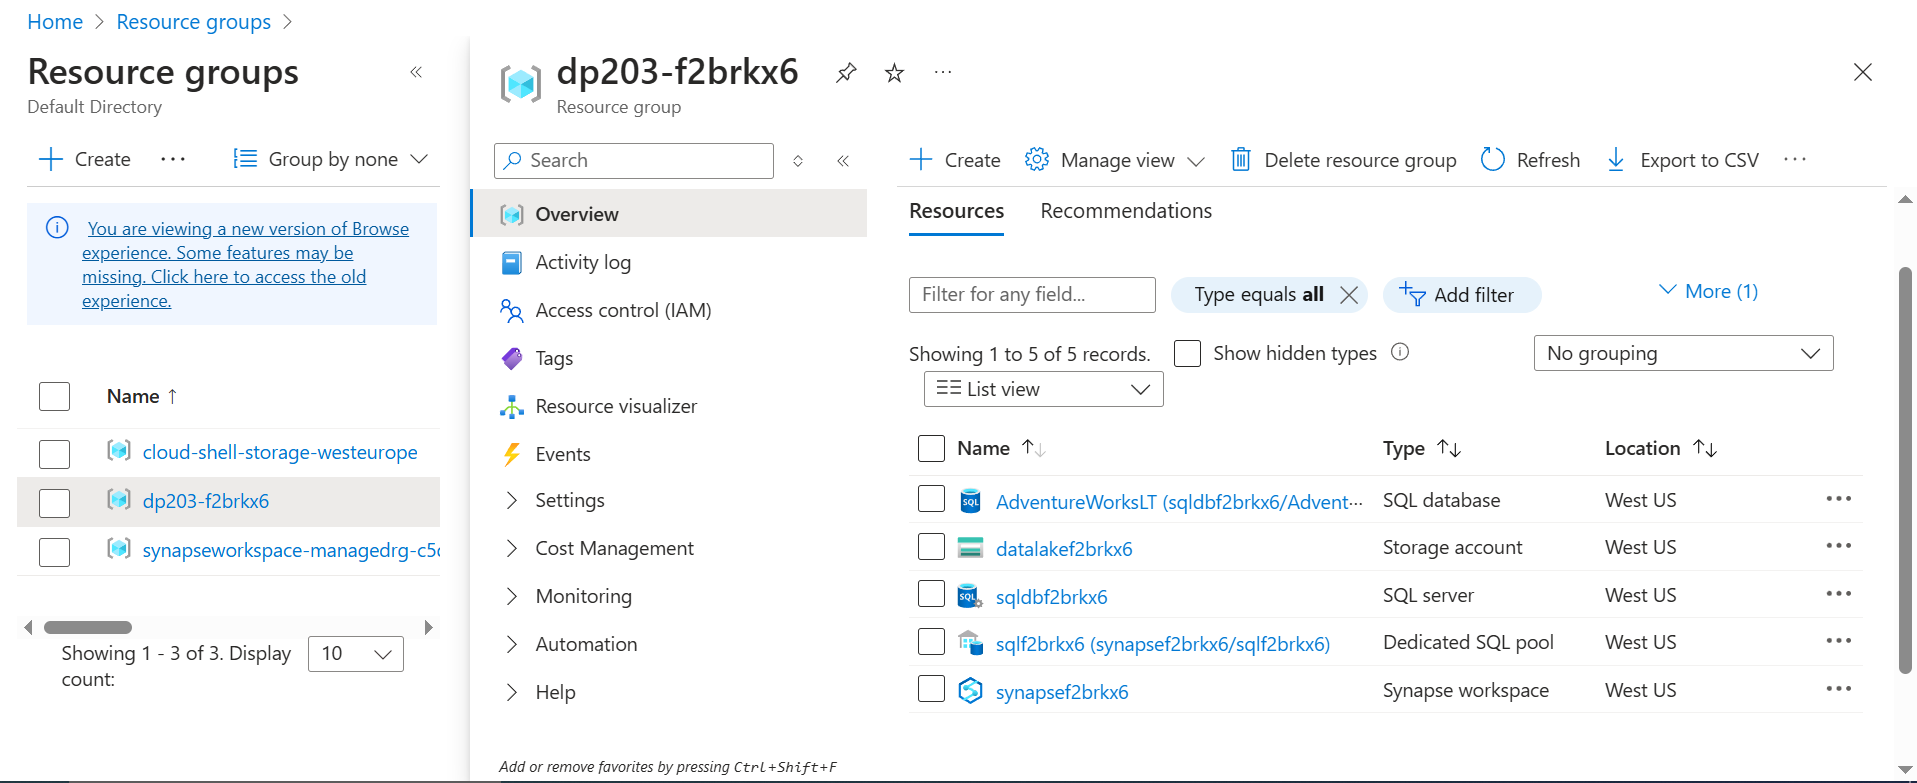 Home > Resource groups >
Resource groups
Default Directory
Create
Group by none
You are viewing a new version of Browse
experience. Some features may be
missing. Click here to access the old
experience.
Name ↑
cloud-shell-storage-westeurope
dp203-f2brkx6
synapseworkspace-managedrg-c5
Showing 1 - 3 of 3. Display
count:
10
dp203-f2brkx6
Resource group
Search
Overview
Activity log
Access control (IAM)
Tags
Resource visualizer
Events
Settings
Cost Management
Monitoring
Automation
Help
Add or remove favorites by pressing Ctrl+Shift+F
Create
Manage view
Delete resource group
Refresh
Export to CSV
Resources
Recommendations
Filter for any field...
Type equals all
Add filter
More (1)
Showing 1 to 5 of 5 records.
Show hidden types
No grouping
List view
Name ↑↓ Type ↑↓ Location ↑↓
AdventureWorksLT (sqldbf2brkx6/Advent··· SQL database West US
datalakef2brkx6 Storage account West US
sqldbf2brkx6 SQL server West US
sqlf2brkx6 (synapsef2brkx6/sqlf2brkx6) Dedicated SQL pool West US
synapsef2brkx6 Synapse workspace West US